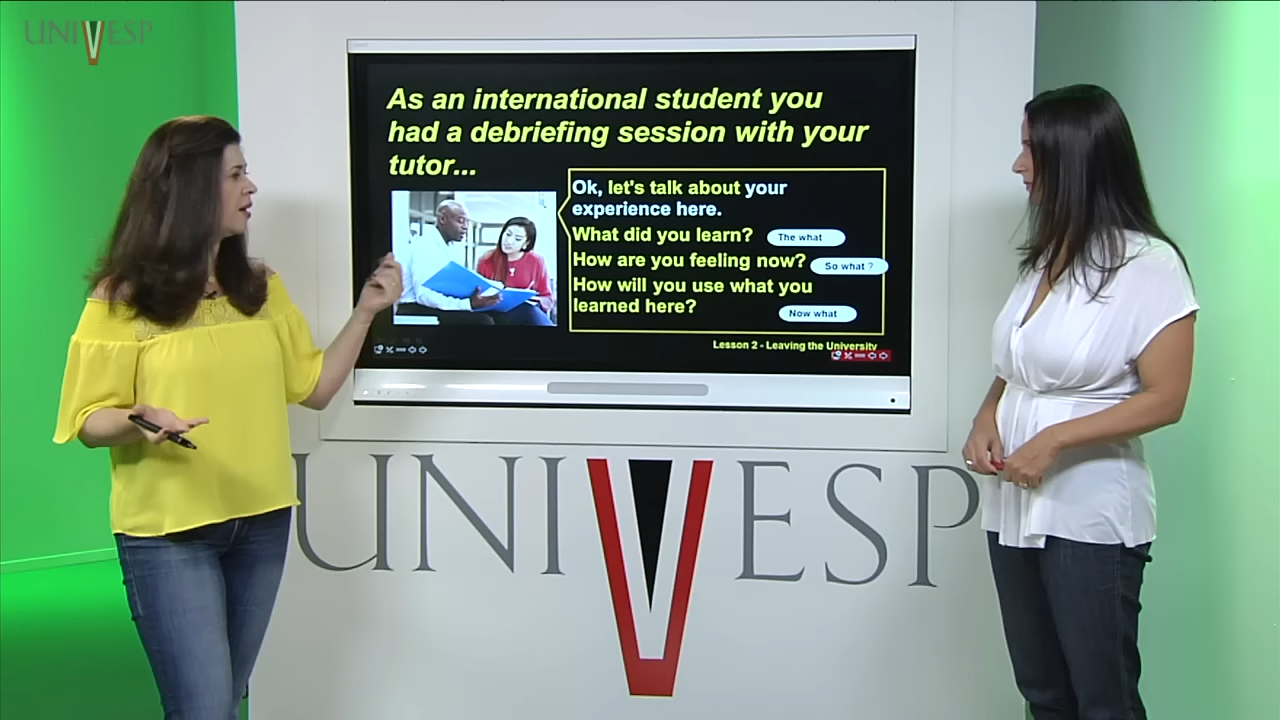 UNIVESP
As an international student you
had a debriefing session with your
tutor...
Ok, let's talk about your
experience here.
What did you learn?
The what
How are you feeling now?
So what ?
How will you use what you
learned here?
Now what
Lesson 2 - Leaving the University
UNIVESP